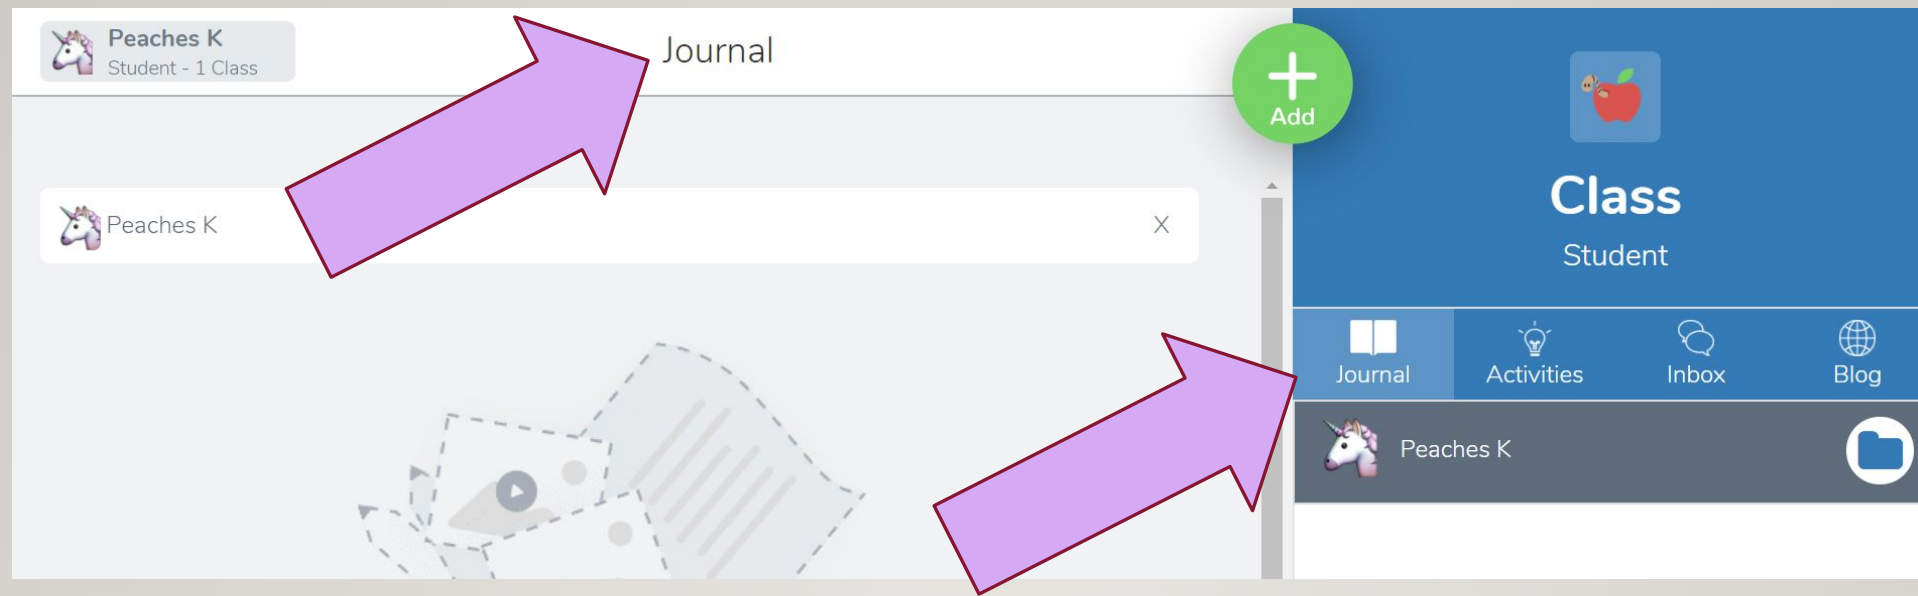 Peaches K
Student - 1 Class
Journal
Add
Peaches K
X
Class
Student
Journal
Activities
Inbox
Blog
Peaches K